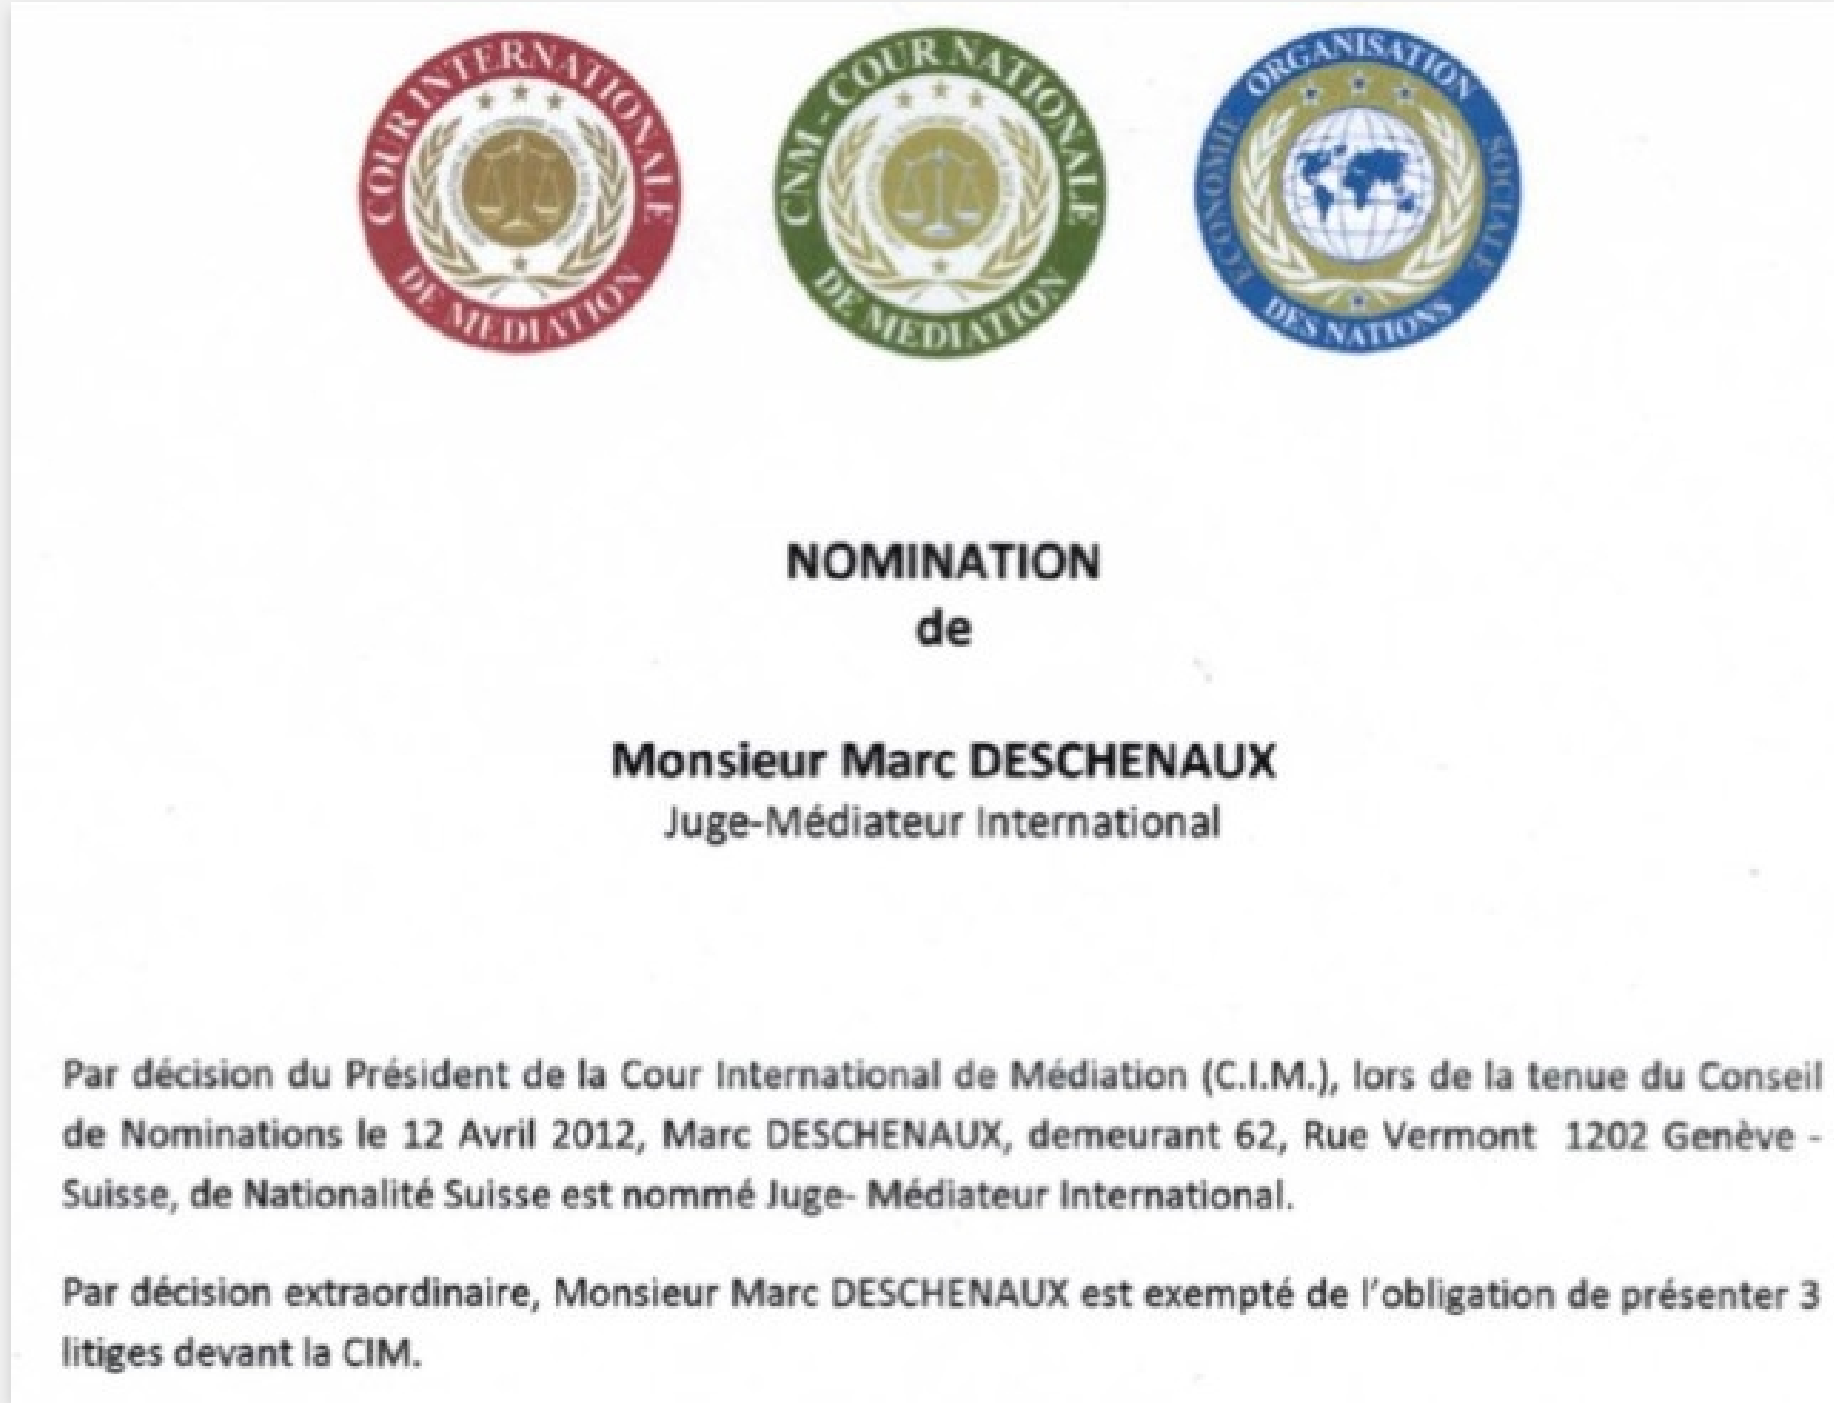 COUR INTERNATIONALE DE MEDIATION
CNM - COUR NATIONALE DE MEDIATION
ORGANISATION ECONOMIE SOCIALE DES NATIONS
NOMINATION
de
Monsieur Marc DESCHENAUX
Juge-Médiateur International
Par décision du Président de la Cour International de Médiation (C.I.M.), lors de la tenue du Conseil
de Nominations le 12 Avril 2012, Marc DESCHENAUX, demeurant 62, Rue Vermont 1202 Genève -
Suisse, de Nationalité Suisse est nommé Juge- Médiateur International.
Par décision extraordinaire, Monsieur Marc DESCHENAUX est exempté de l'obligation de présenter 3
litiges devant la CIM.